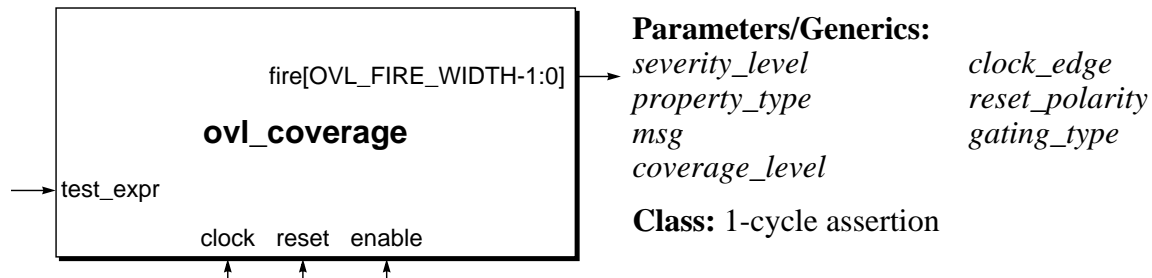 fire[OVL_FIRE_WIDTH-1:0]
ovl_coverage
test_expr
clock reset enable
Parameters/Generics:
severity_level clock_edge
property_type reset_polarity
msg gating_type
coverage_level
Class: 1-cycle assertion